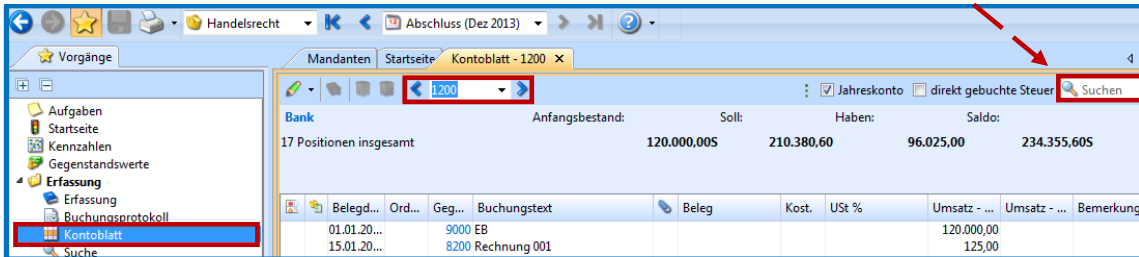 Handelsrecht Abschluss (Dez 2013)
Vorgänge
Mandanten Startseite Kontoblatt - 1200
1200 Jahreskonto direkt gebuchte Steuer Suchen
Aufgaben
Startseite
Kennzahlen
Gegenstandswerte
Erfassung
Erfassung
Buchungsprotokoll
Kontoblatt
Suche
Bank Anfangsbestand: Soll: Haben: Saldo:
17 Positionen insgesamt 120.000,00S 210.380,60 96.025,00 234.355,60S
Belegd... Ord... Geg... Buchungstext Beleg Kost. USt % Umsatz - ... Umsatz - ... Bemerkung
01.01.20... 9000 EB 120.000,00
15.01.20... 8200 Rechnung 001 125,00